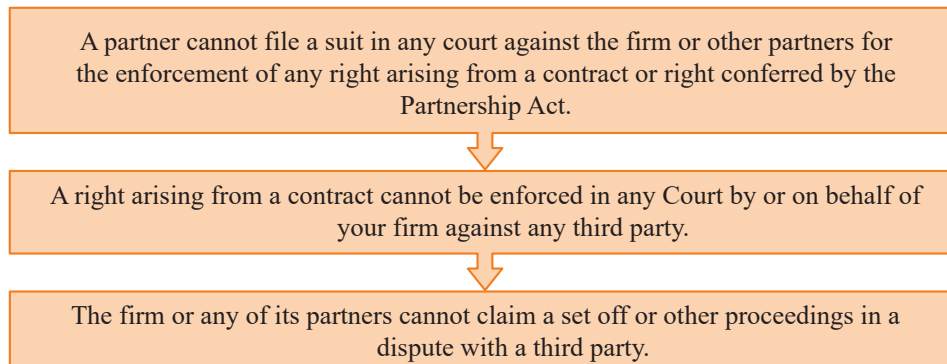 A partner cannot file a suit in any court against the firm or other partners for
the enforcement of any right arising from a contract or right conferred by the
Partnership Act.
A right arising from a contract cannot be enforced in any Court by or on behalf of
your firm against any third party.
The firm or any of its partners cannot claim a set off or other proceedings in a
dispute with a third party.